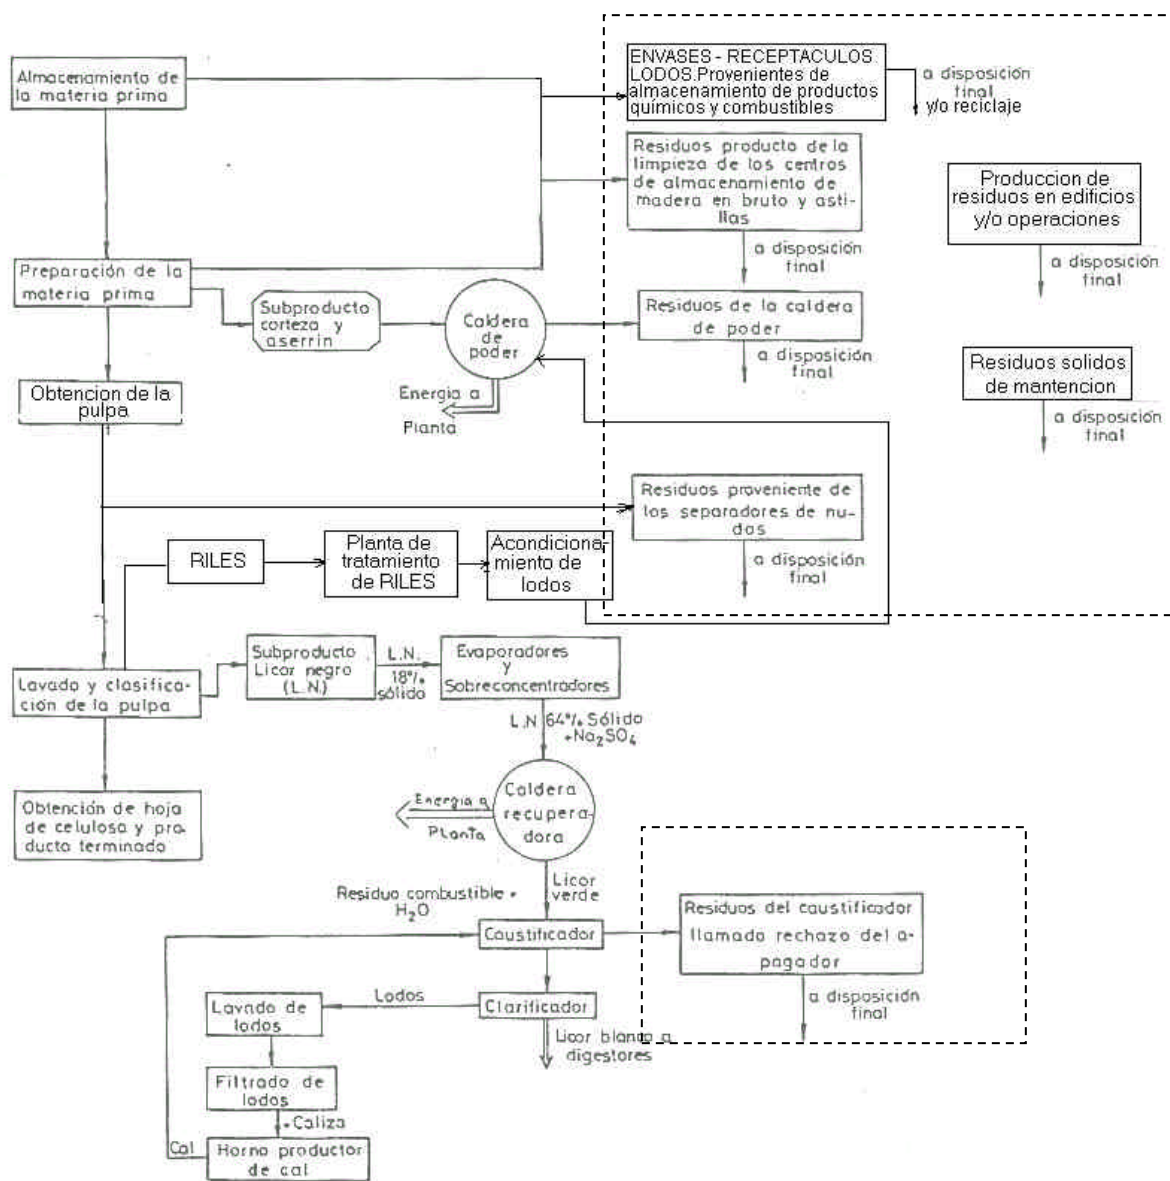 Almacenamiento de
la materia prima
ENVASES - RECEPTACULOS
LODOS.Provenientes de
almacenamiento de productos
químicos y combustibles
a disposición
final
y/o reciclaje
Residuos producto de la
limpieza de los centros
de almacenamiento de
madera en bruto y asti-
llas
a disposición
final
Produccion de
residuos en edificios
y/o operaciones
a disposición
final
Preparación de la
materia prima
Subproducto
corteza y
aserrin
Caldera
de
poder
Energia a
Planta
Residuos de la caldera
de poder
a disposición
final
Residuos solidos
de mantencion
a disposición
final
Obtencion de la
pulpa
Residuos proveniente de
los separadores de nu-
dos
a disposición
final
RILES
Planta de
tratamiento
de RILES
Acondiciona-
miento de
lodos
Lavado y clasifica-
ción de la pulpa
Subproducto
Licor negro
(L.N.)
L.N.
18%
sólido
Evaporadores
y
Sobreconcentradores
L.N 64% Sólido
+Na2SO4
Obtención de hoja
de celulosa y pro-
ducto terminado
Caldera
recupera-
dora
Energia a
Planta
Licor
verde
Residuo combustible +
H2O
Caustificador
Residuos del caustificador
llamado rechazo del a-
pagador
a disposición
final
Clarificador
Lodos
Licor blanco a
digestores
Lavado de
lodos
Filtrado de
lodos
+Caliza
Cal
Horno productor
de cal